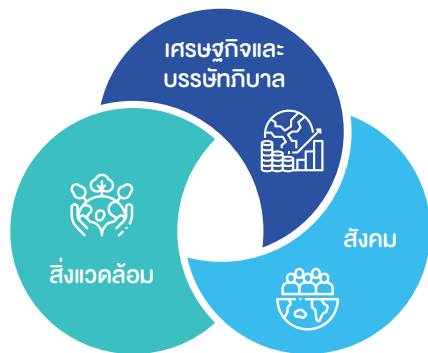 เศรษฐกิจและ
บรรษัทภิบาล
สังคม
สิ่งแวดล้อม